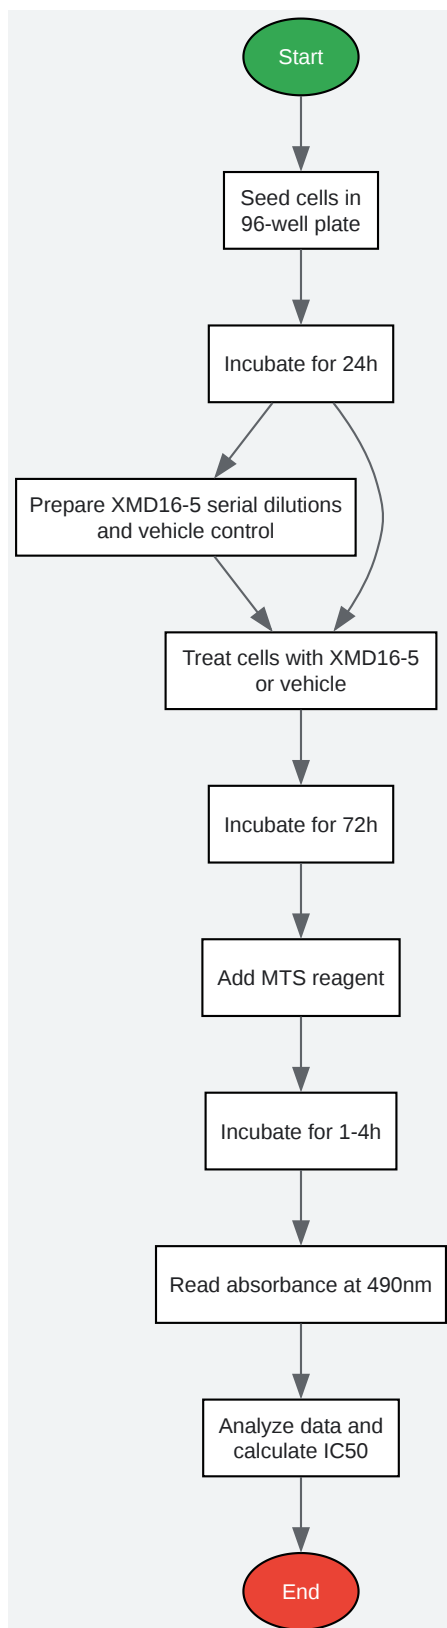 Start
Seed cells in
96-well plate
Incubate for 24h
Prepare XMD16-5 serial dilutions
and vehicle control
Treat cells with XMD16-5
or vehicle
Incubate for 72h
Add MTS reagent
Incubate for 1-4h
Read absorbance at 490nm
Analyze data and
calculate IC50
End